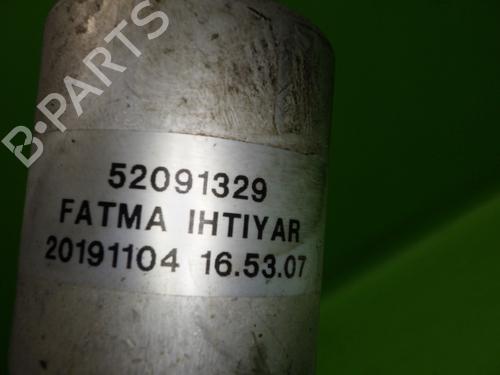 B-PARTS
52091329
FATMA IHTIYAR
20191104 16.53.07